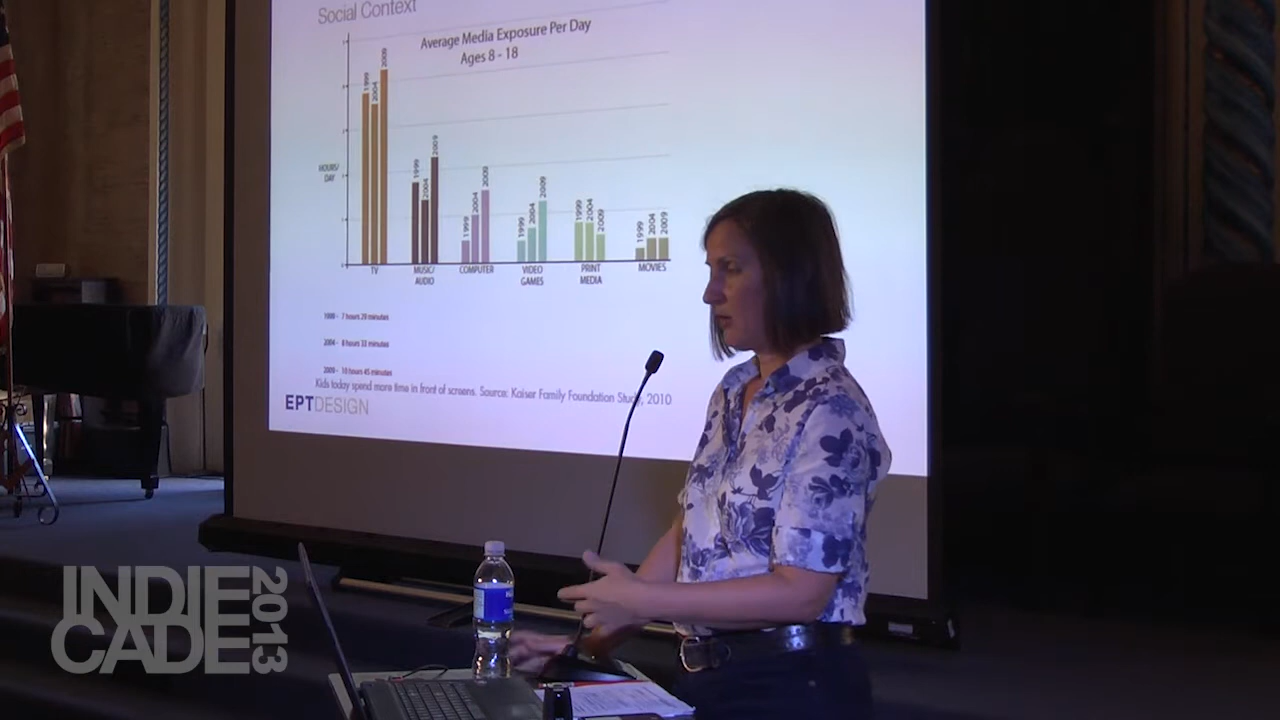 Social Context
Average Media Exposure Per Day
Ages 8 - 18
1999
2004
2009
1999
2004
2009
1999
2004
2009
1999
2004
2009
1999
2004
2009
1999
2004
2009
HOURS/
DAY
TV
MUSIC/
AUDIO
COMPUTER
VIDEO
GAMES
PRINT
MEDIA
MOVIES
1999 - 7 hours 29 minutes
2004 - 8 hours 33 minutes
2009 - 10 hours 45 minutes
Kids today spend more time in front of screens. Source: Kaiser Family Foundation Study, 2010
EPTDESIGN
INDIE
CADE
2013